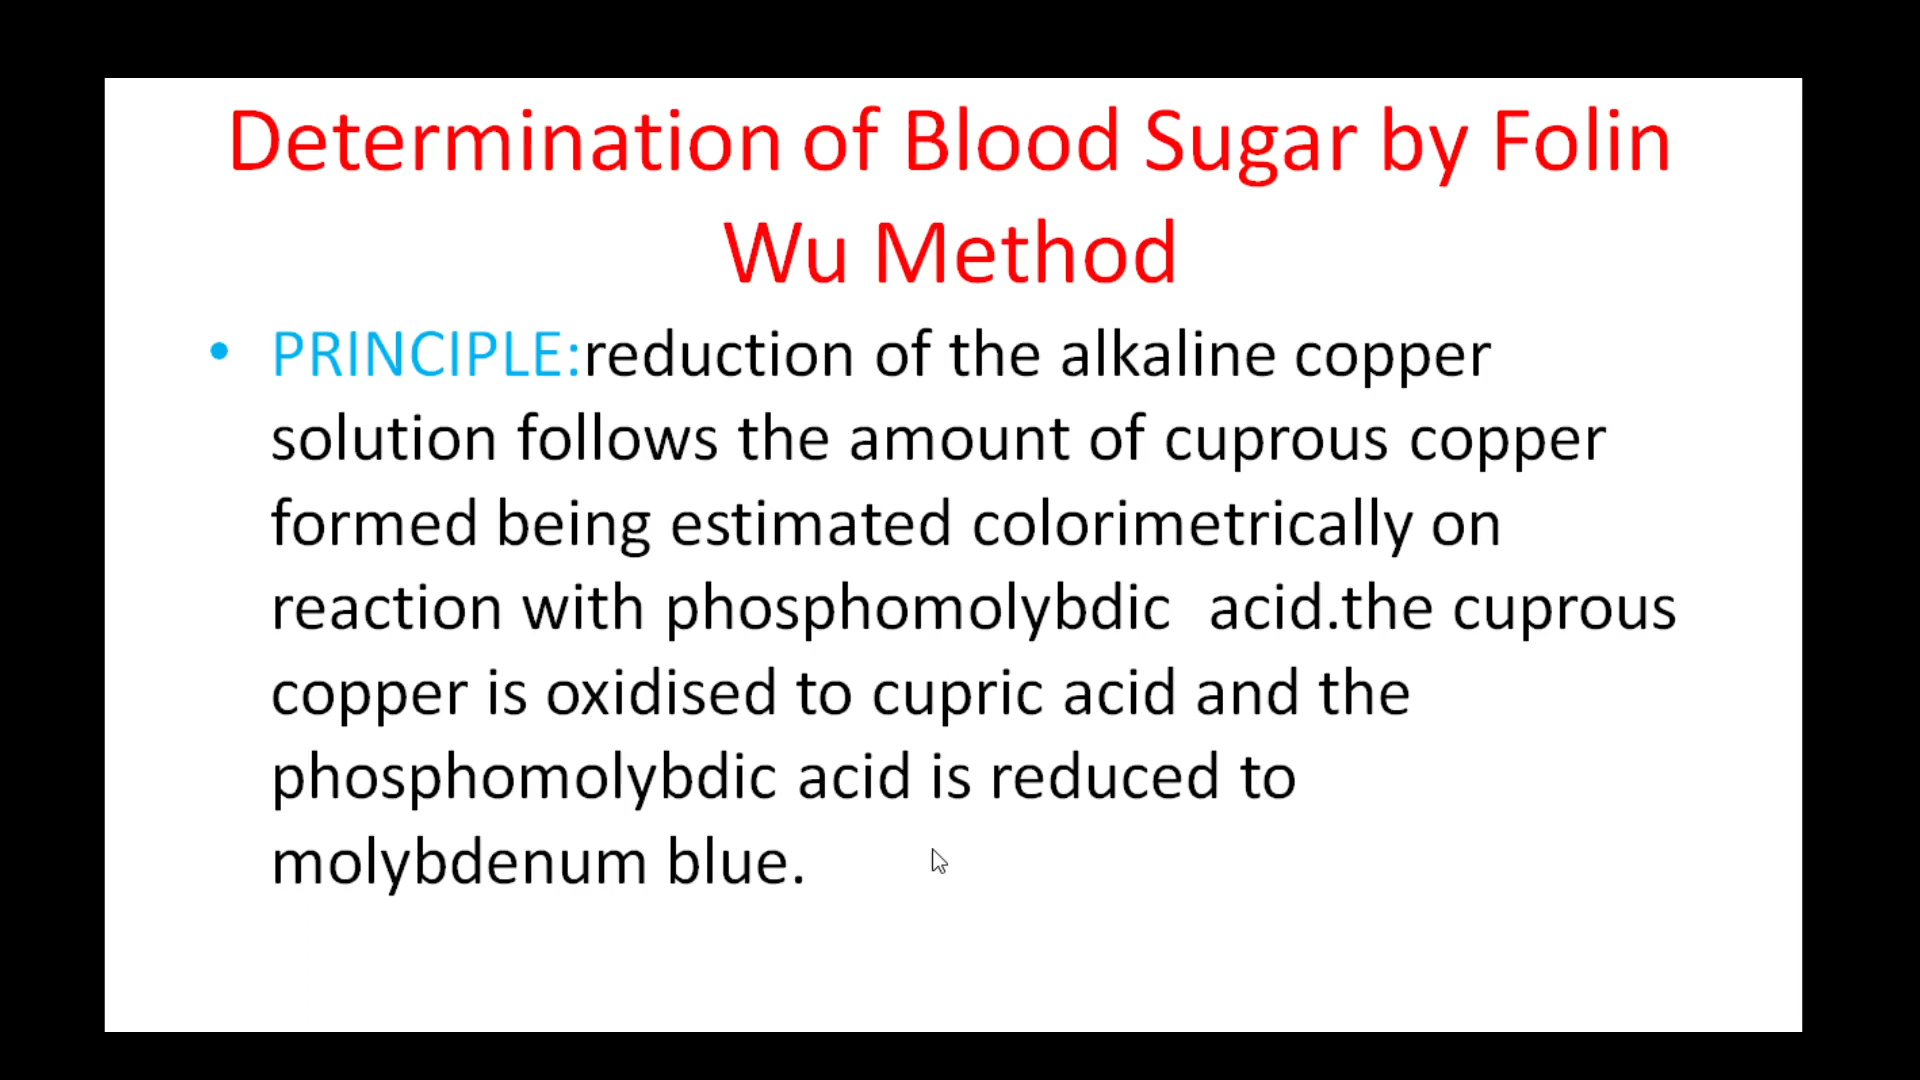 Determination of Blood Sugar by Folin
Wu Method
• PRINCIPLE:reduction of the alkaline copper
solution follows the amount of cuprous copper
formed being estimated colorimetrically on
reaction with phosphomolybdic  acid.the cuprous
copper is oxidised to cupric acid and the
phosphomolybdic acid is reduced to
molybdenum blue.